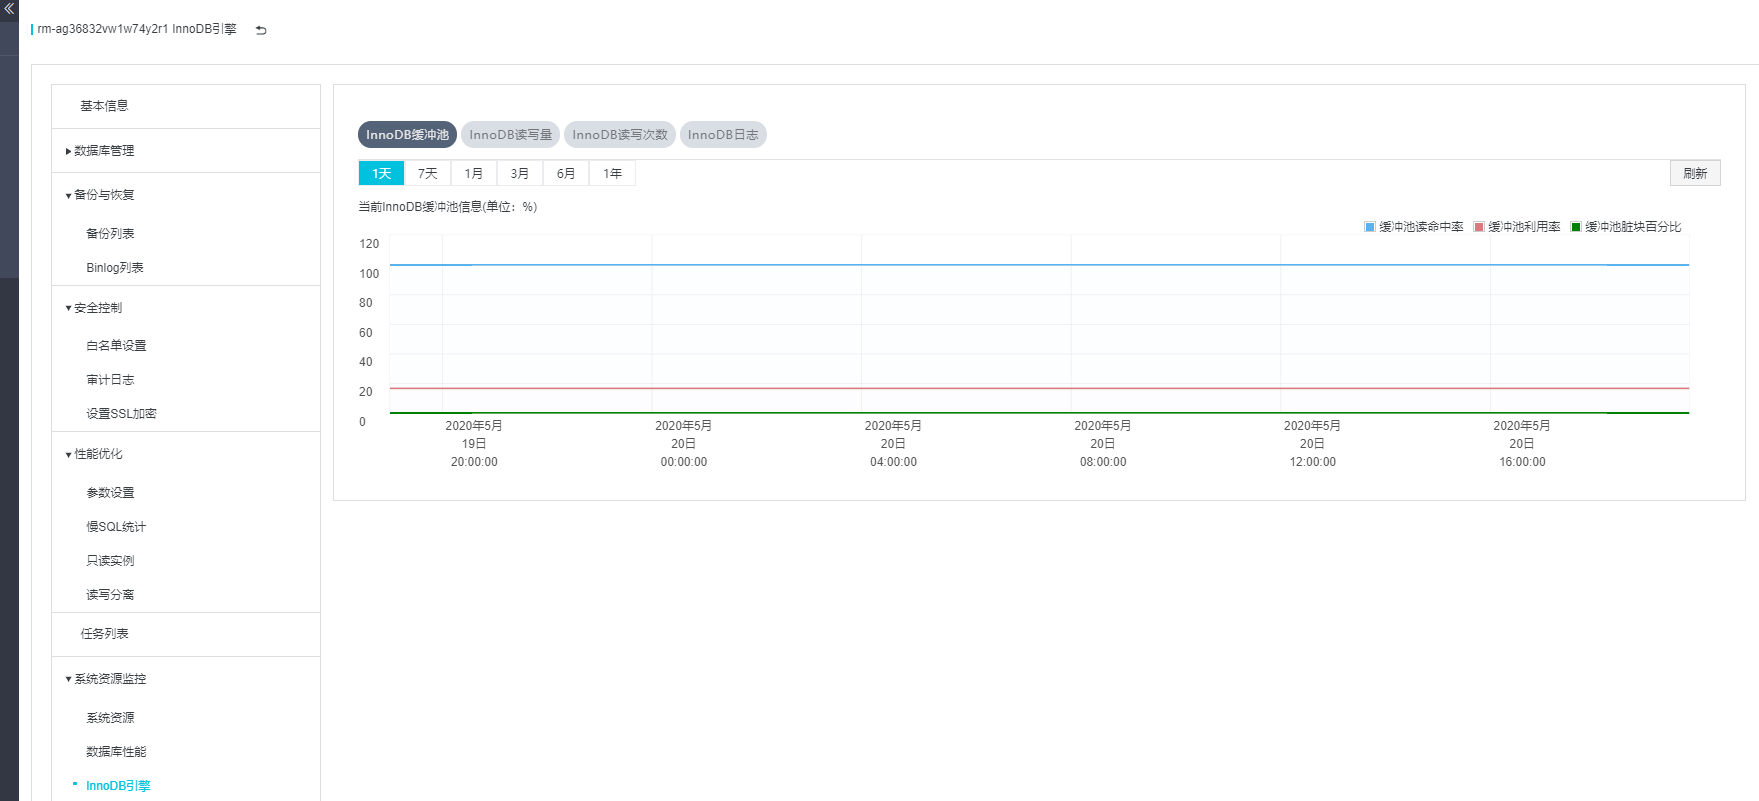 rm-ag36832vw1w74y2r1 InnoDB引擎
基本信息
数据库管理
备份与恢复
备份列表
Binlog列表
安全控制
白名单设置
审计日志
设置SSL加密
性能优化
参数设置
慢SQL统计
只读实例
读写分离
任务列表
系统资源监控
系统资源
数据库性能
InnoDB引擎
InnoDB缓冲池 InnoDB读写量 InnoDB读写次数 InnoDB日志
1天 7天 1月 3月 6月 1年 刷新
当前InnoDB缓冲池信息(单位：%)
缓冲池读命中率 缓冲池利用率 缓冲池脏块百分比
120
100
80
60
40
20
0
2020年5月 2020年5月 2020年5月 2020年5月 2020年5月 2020年5月
19日 20日 20日 20日 20日 20日
20:00:00 00:00:00 04:00:00 08:00:00 12:00:00 16:00:00